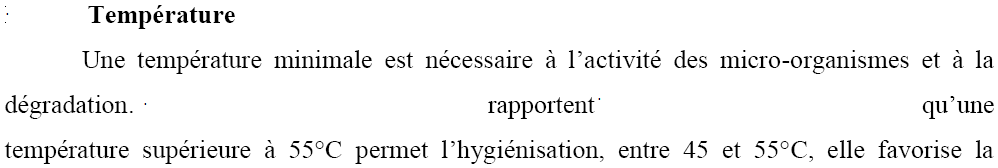 Température
Une température minimale est nécessaire à l’activité des micro-organismes et à la
dégradation. rapportent qu’une
température supérieure à 55°C permet l’hygiénisation, entre 45 et 55°C, elle favorise la